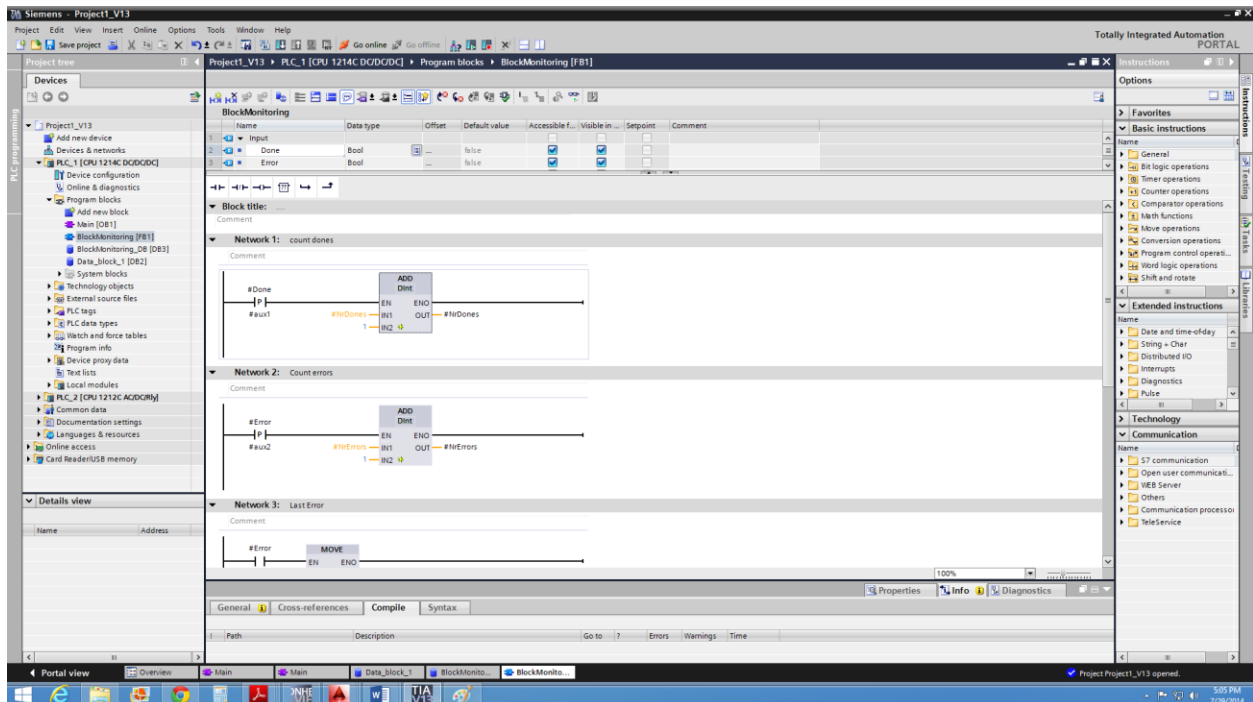 Siemens - Project1_V13
Project Edit View Insert Online Options Tools Window Help
Save project Go online Go offline
Totally Integrated Automation
PORTAL
Project tree
Project1_V13 PLC_1 [CPU 1214C DC/DC/DC] Program blocks BlockMonitoring [FB1]
Instructions
Devices
Options
PLC programming
Project1_V13
Add new device
Devices & networks
PLC_1 [CPU 1214C DC/DC/DC]
Device configuration
Online & diagnostics
Program blocks
Add new block
Main [OB1]
BlockMonitoring [FB1]
BlockMonitoring_DB [DB3]
Data_block_1 [DB2]
System blocks
Technology objects
External source files
PLC tags
PLC data types
Watch and force tables
Program info
Device proxy data
Text lists
Local modules
PLC_2 [CPU 1212C AC/DC/Rly]
Common data
Documentation settings
Languages & resources
Online access
Card Reader/USB memory
Details view
Name Address
BlockMonitoring
Name Data type Offset Default value Accessible f... Visible in ... Setpoint Comment
1 Input
2 Done Bool ... false
3 Error Bool ... false
Block title: ...
Comment
Network 1: count dones
Comment
#Done
P
#aux1
ADD
DInt
EN ENO
#NrDones IN1 OUT #NrDones
1 IN2
Network 2: Count errors
Comment
#Error
P
#aux2
ADD
DInt
EN ENO
#NrErrors IN1 OUT #NrErrors
1 IN2
Network 3: Last Error
Comment
#Error
MOVE
EN ENO
100%
Properties Info Diagnostics
General Cross-references Compile Syntax
! Path Description Go to ? Errors Warnings Time
Favorites
Basic instructions
Name
General
Bit logic operations
Timer operations
Counter operations
Comparator operations
Math functions
Move operations
Conversion operations
Program control operati...
Word logic operations
Shift and rotate
Extended instructions
Name
Date and time-of-day
String + Char
Distributed I/O
Interrupts
Diagnostics
Pulse
Technology
Communication
Name
S7 communication
Open user communicati...
WEB Server
Others
Communication processor
TeleService
Instructions
Testing
Tasks
Libraries
Portal view Overview Main Main Data_block_1 BlockMonito... BlockMonito...
Project Project1_V13 opened.
TIA
V13
5:05 PM
7/29/2014